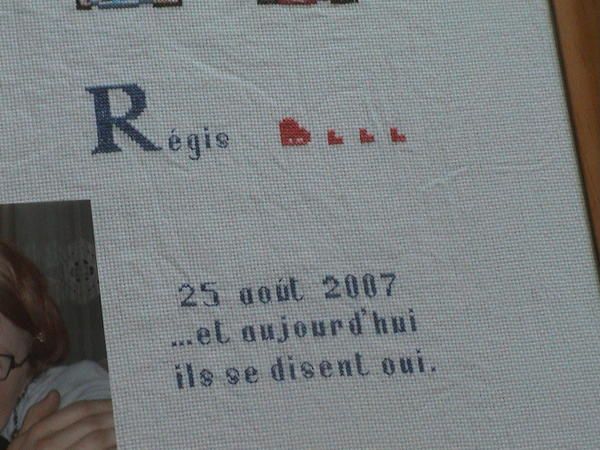 Régis
25 août 2007
...et aujourd'hui
ils se disent oui.